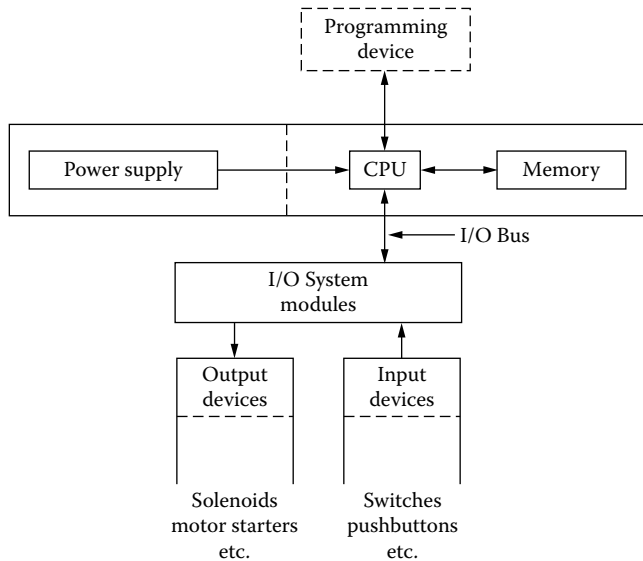 Programming
device
Power supply
CPU
Memory
I/O Bus
I/O System
modules
Output
devices
Input
devices
Solenoids
motor starters
etc.
Switches
pushbuttons
etc.